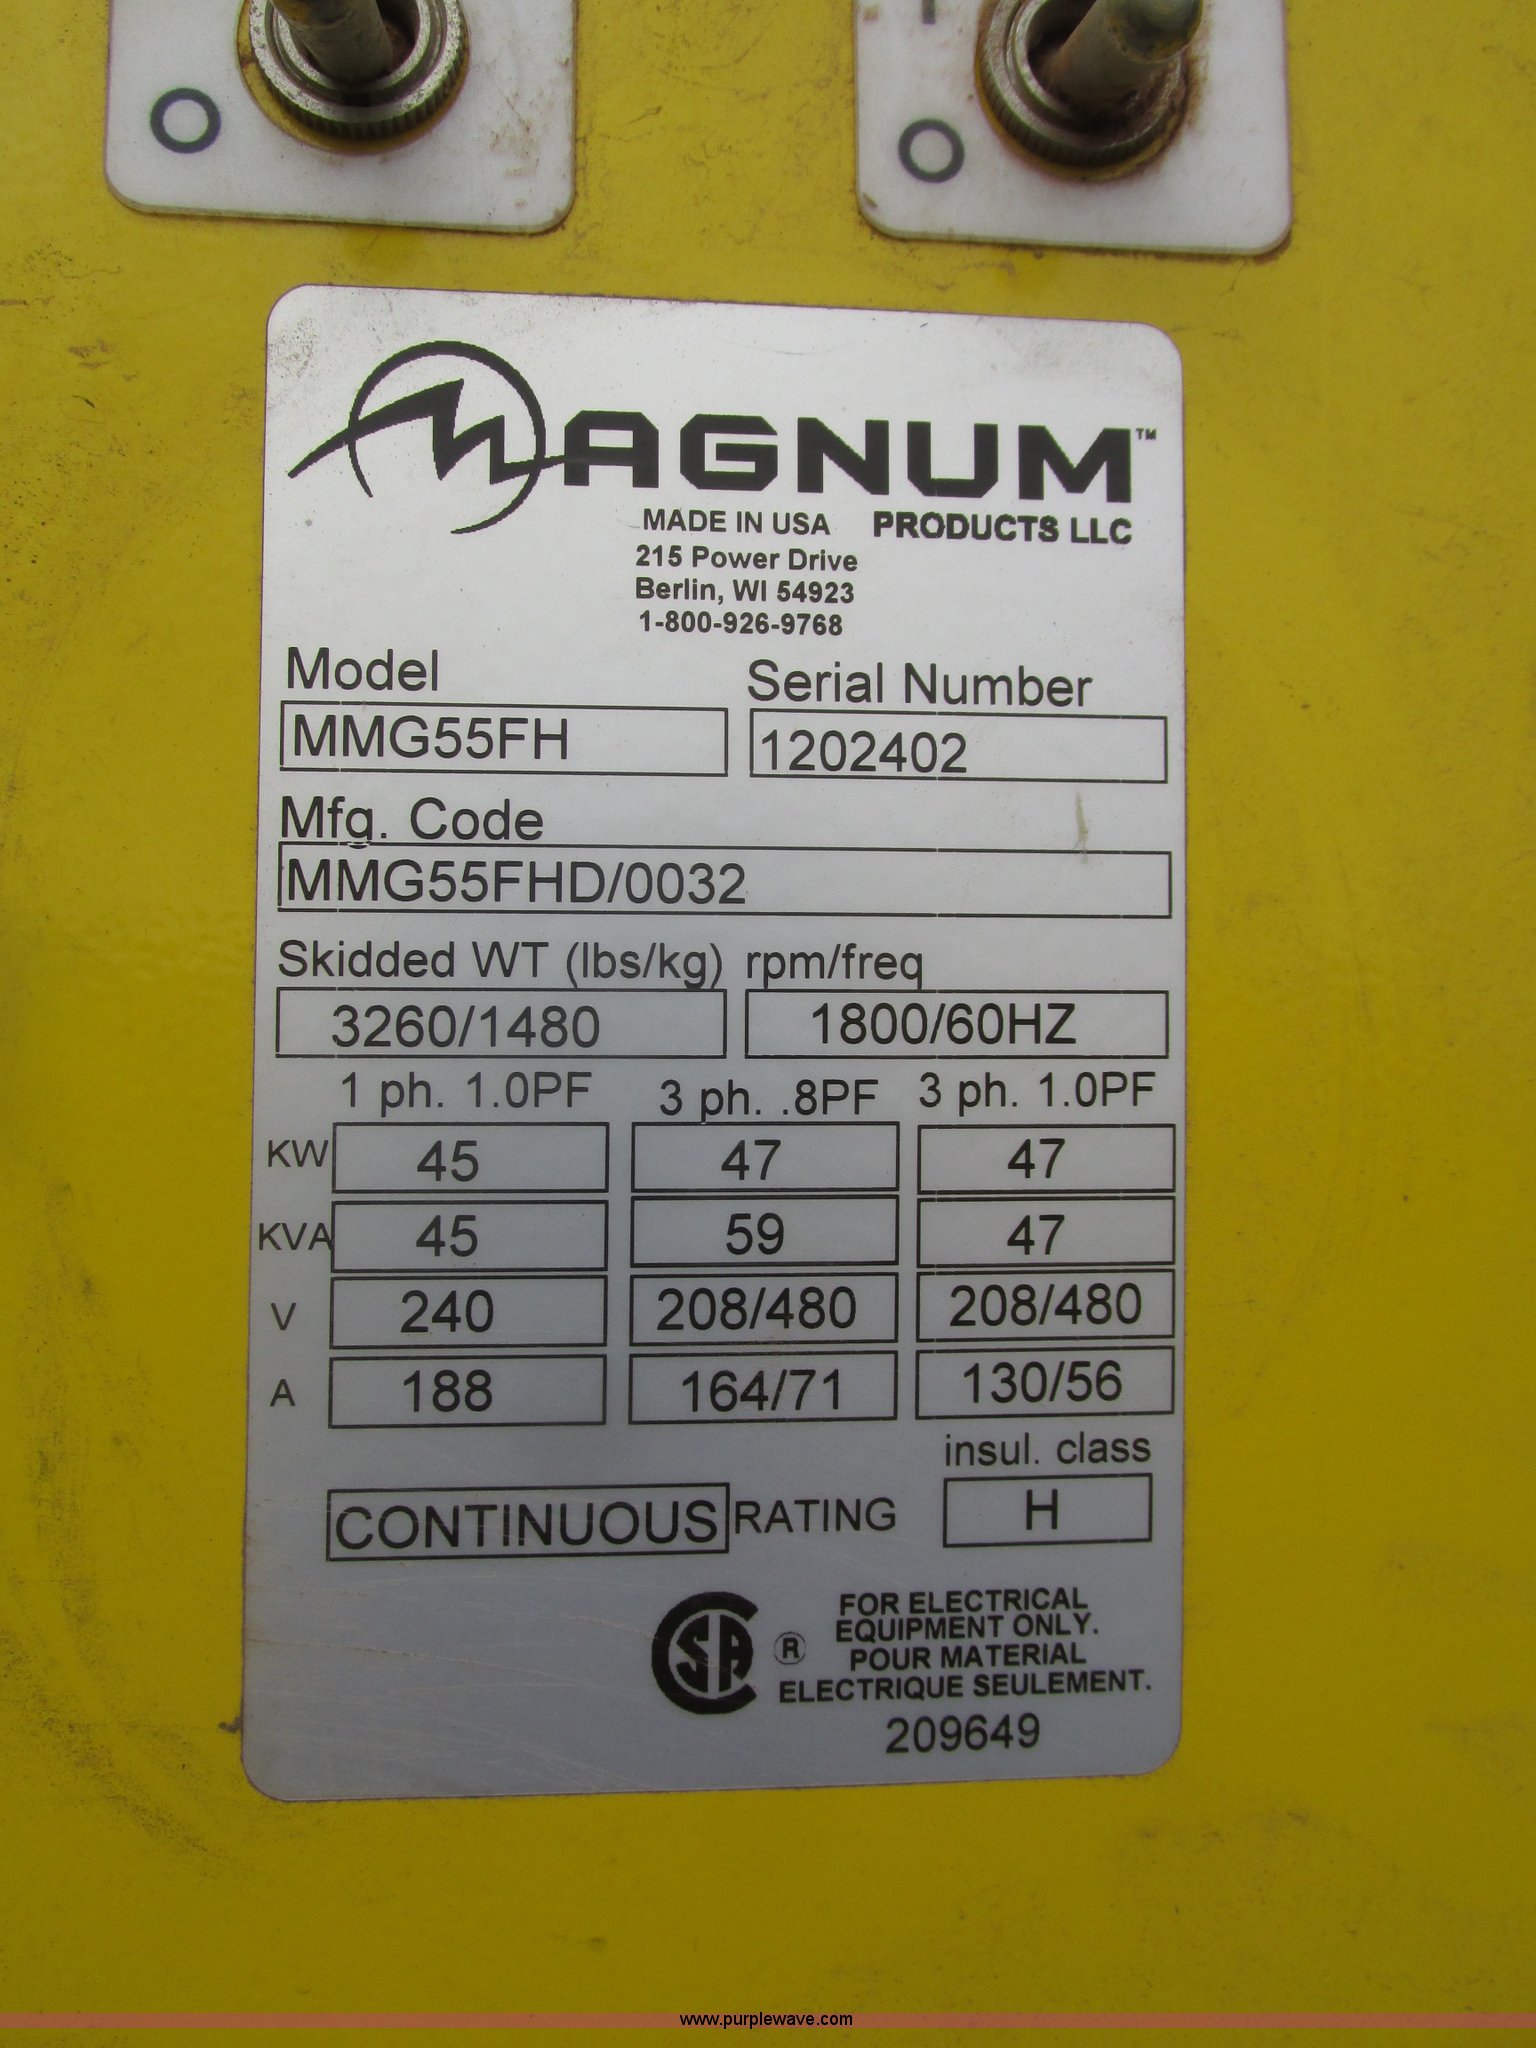 O
O
MAGNUM™
MADE IN USA PRODUCTS LLC
215 Power Drive
Berlin, WI 54923
1-800-926-9768
Model Serial Number
MMG55FH 1202402
Mfg. Code
MMG55FHD/0032
Skidded WT (lbs/kg) rpm/freq
3260/1480 1800/60HZ
1 ph. 1.0PF 3 ph. .8PF 3 ph. 1.0PF
KW 45 47 47
KVA 45 59 47
V 240 208/480 208/480
A 188 164/71 130/56
insul. class
CONTINUOUS RATING H
CSA ® FOR ELECTRICAL
EQUIPMENT ONLY.
POUR MATERIAL
ELECTRIQUE SEULEMENT.
209649
www.purplewave.com